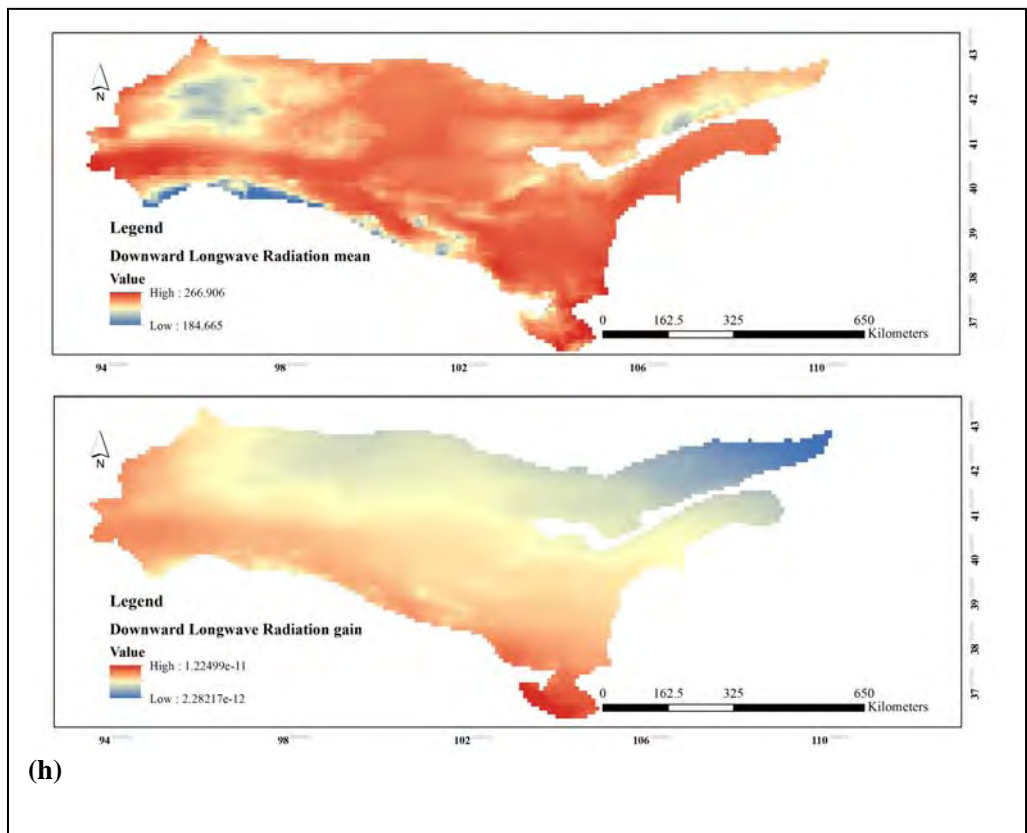 43
N
42
41
40
Legend
39
Downward Longwave Radiation mean
Value
High : 266.906
38
Low : 184.665
0 162.5 325 650
Kilometers
37
94 98 102 106 110
43
N
42
41
40
Legend
39
Downward Longwave Radiation gain
Value
High : 1.22499e-11
38
Low : 2.28217e-12
0 162.5 325 650
Kilometers
37
94 98 102 106 110
(h)